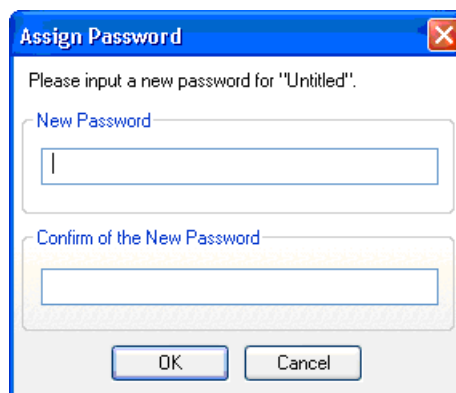 Assign Password
Please input a new password for "Untitled".
New Password
Confirm of the New Password
OK
Cancel